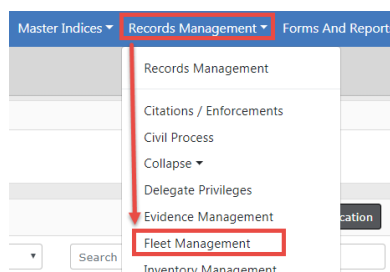 Master Indices Records Management Forms And Report
Records Management
Citations / Enforcements
Civil Process
Collapse
Delegate Privileges
Evidence Management
cation
Fleet Management
Search
Inventory Management